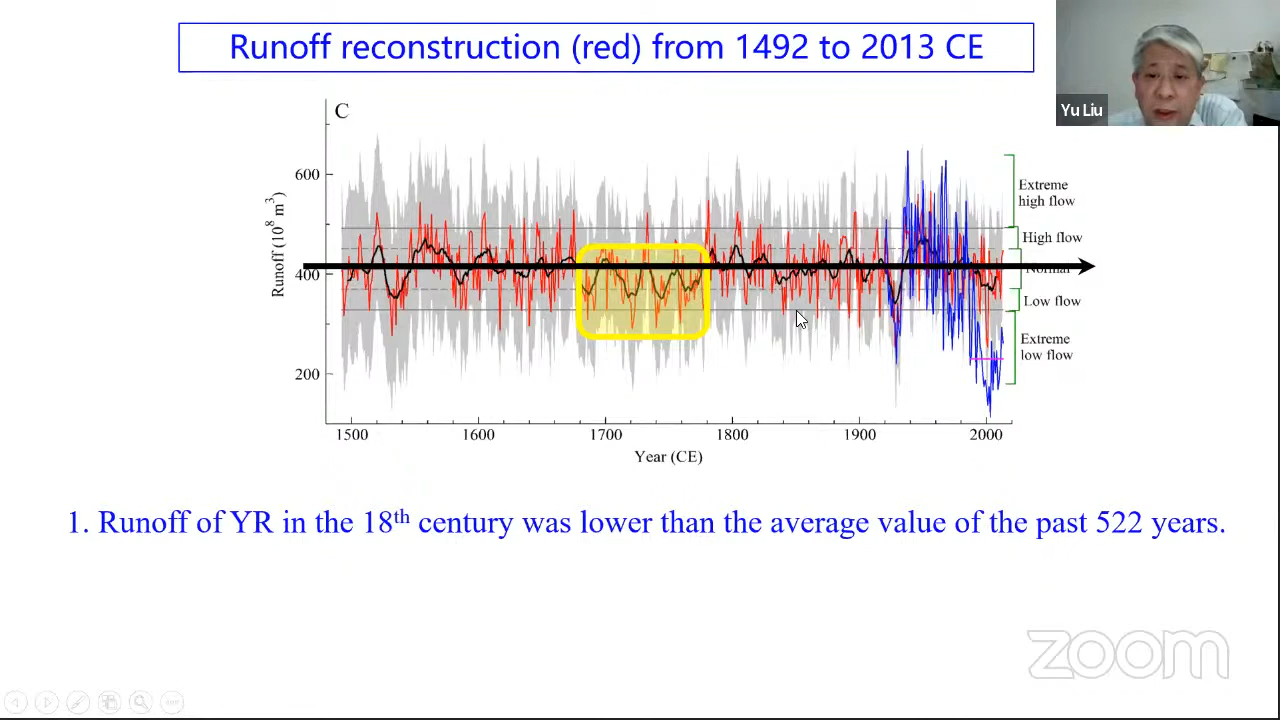 Runoff reconstruction (red) from 1492 to 2013 CE
Yu Liu
C
600
400
200
Runoff (10⁸ m³)
Extreme
high flow
High flow
Normal
Low flow
Extreme
low flow
1500 1600 1700 1800 1900 2000
Year (CE)
1. Runoff of YR in the 18th century was lower than the average value of the past 522 years.
zoom